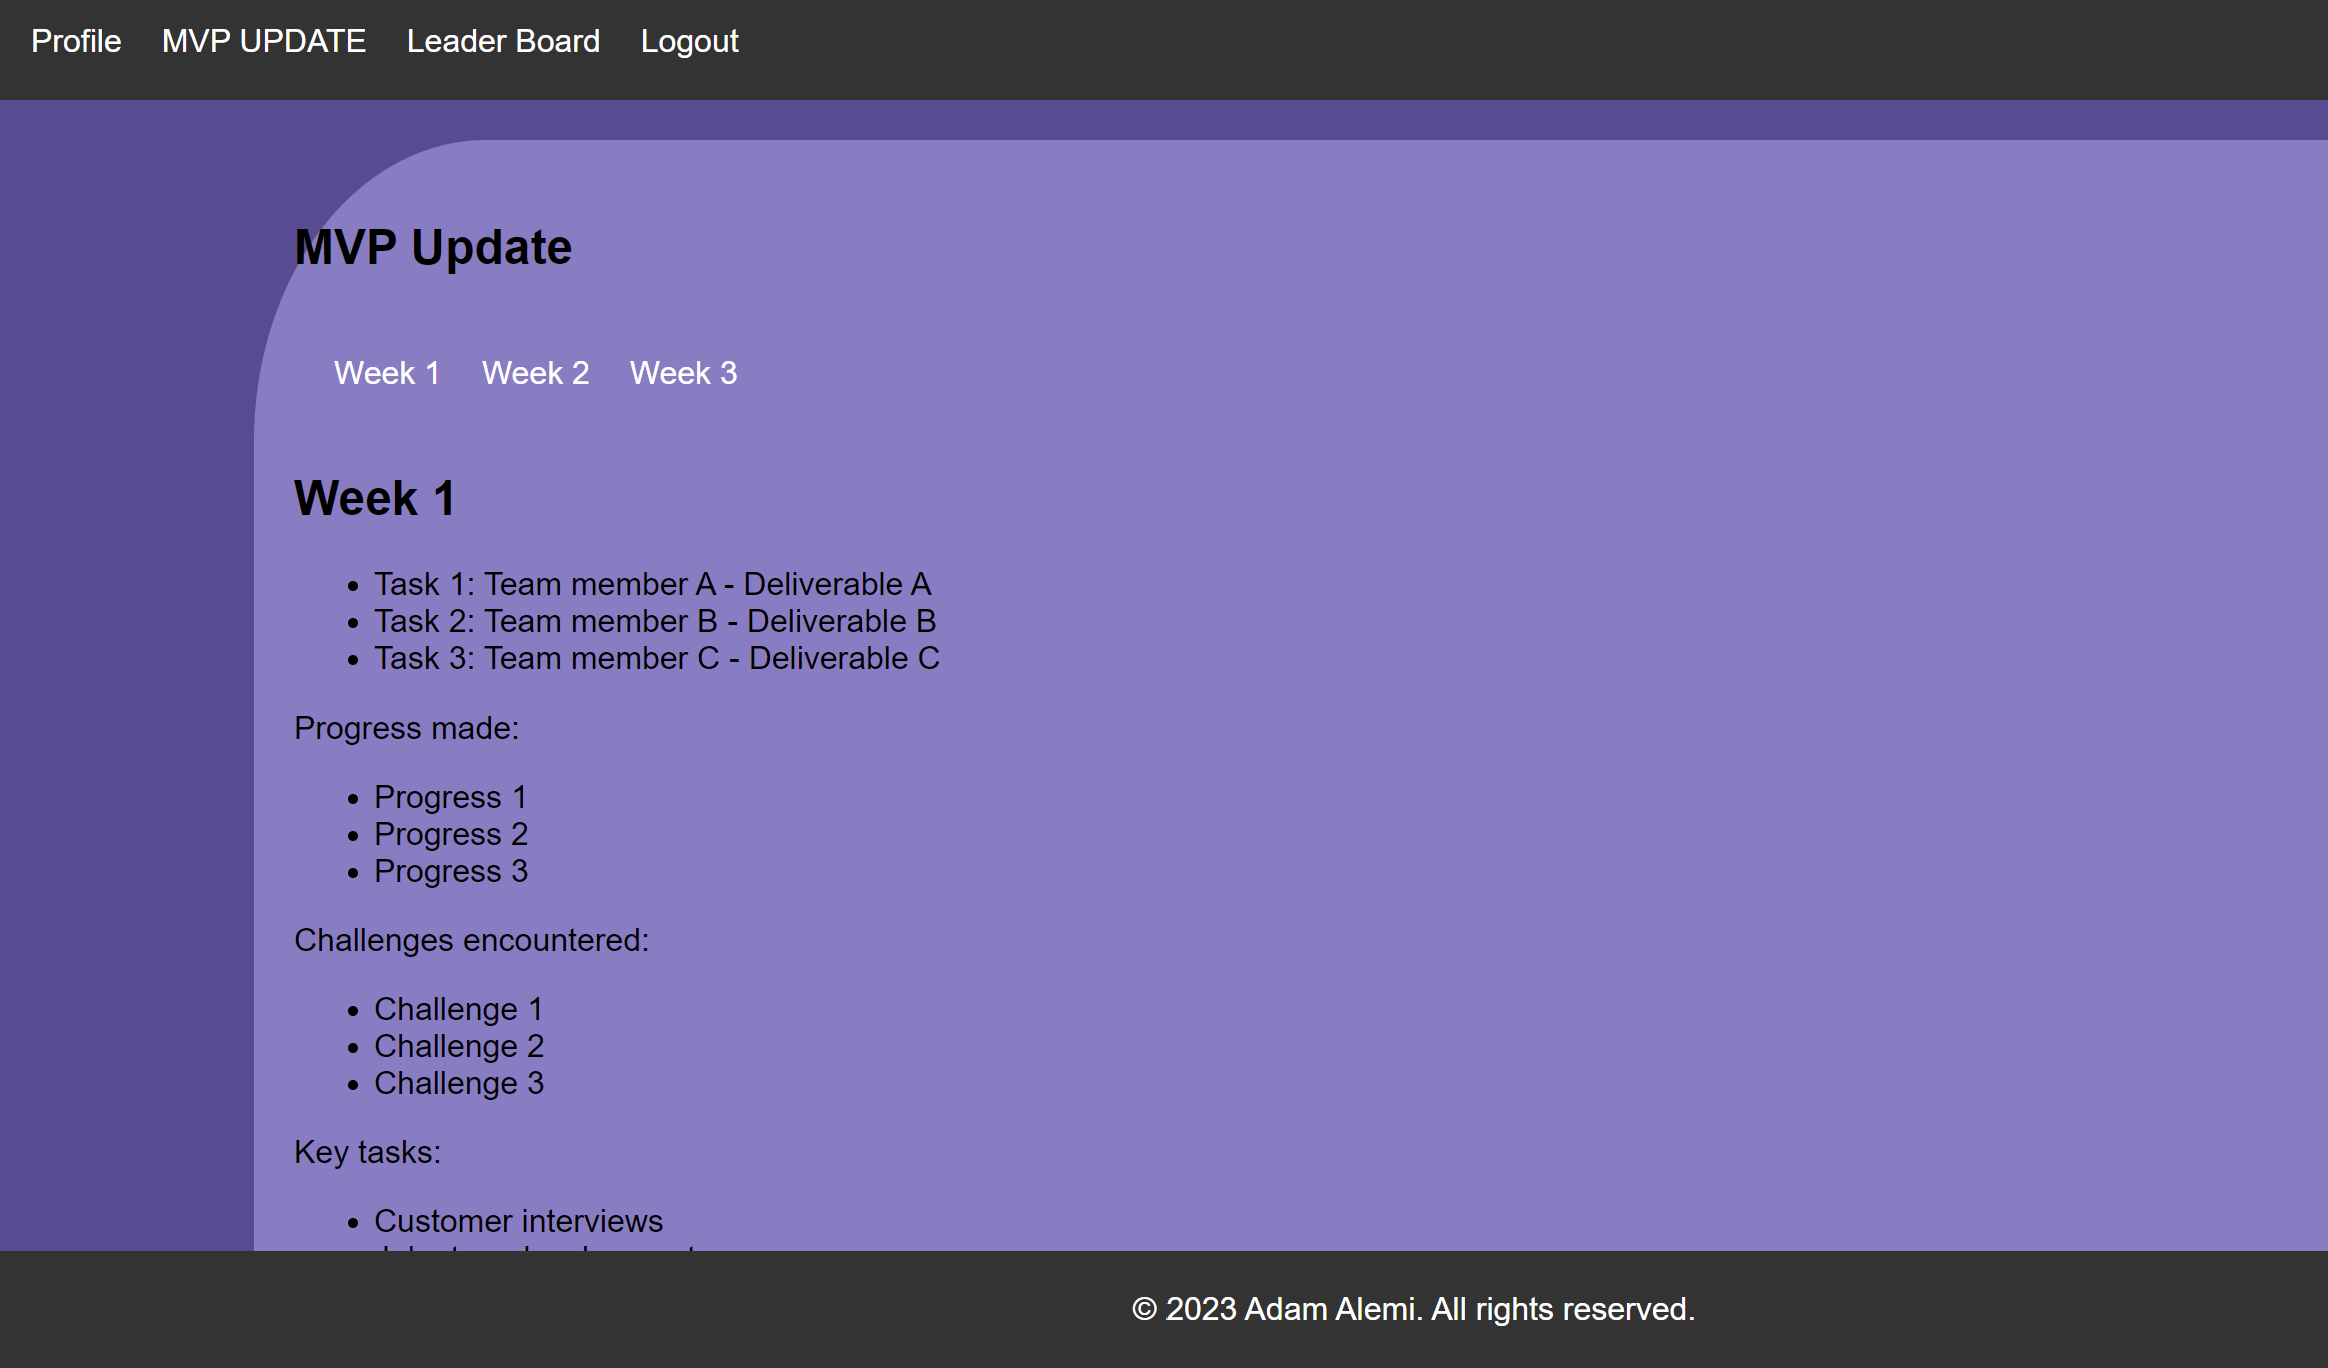 Profile MVP UPDATE Leader Board Logout
MVP Update
Week 1 Week 2 Week 3
Week 1
• Task 1: Team member A - Deliverable A
• Task 2: Team member B - Deliverable B
• Task 3: Team member C - Deliverable C
Progress made:
• Progress 1
• Progress 2
• Progress 3
Challenges encountered:
• Challenge 1
• Challenge 2
• Challenge 3
Key tasks:
• Customer interviews
© 2023 Adam Alemi. All rights reserved.